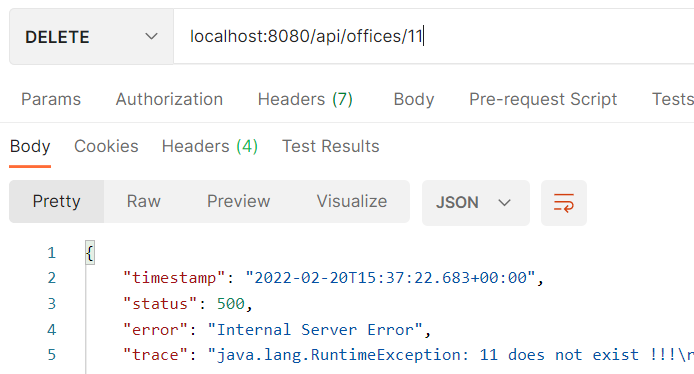 DELETE localhost:8080/api/offices/11
Params Authorization Headers (7) Body Pre-request Script Tests
Body Cookies Headers (4) Test Results
Pretty Raw Preview Visualize JSON
1 {
2 "timestamp": "2022-02-20T15:37:22.683+00:00",
3 "status": 500,
4 "error": "Internal Server Error",
5 "trace": "java.lang.RuntimeException: 11 does not exist !!!\r